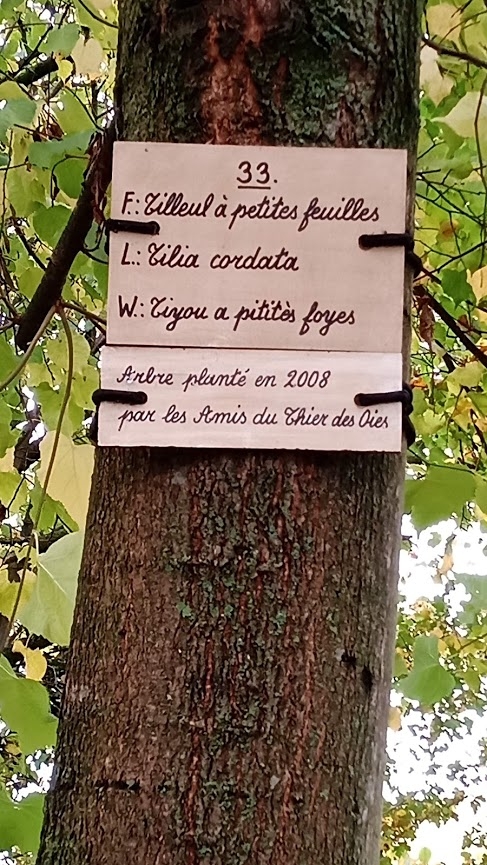 33.
F.: Tilleul à petites feuilles
L.: Tilia cordata
W.: Tiyou a pititès foyes
Arbre planté en 2008
par les Amis du Thier des Oies